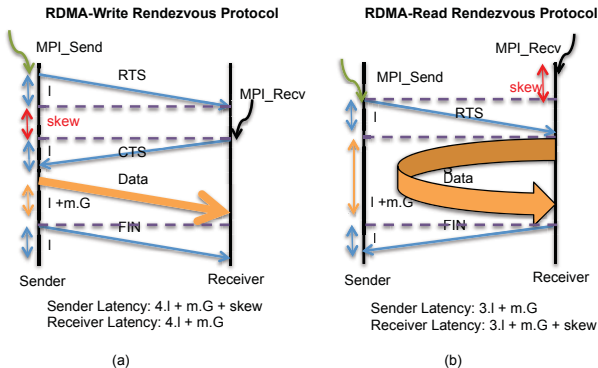 RDMA-Write Rendezvous Protocol
MPI_Send
RTS
l
MPI_Recv
skew
l
CTS
Data
l +m.G
FIN
l
Sender
Receiver
Sender Latency: 4.l + m.G + skew
Receiver Latency: 4.l + m.G
(a)
RDMA-Read Rendezvous Protocol
MPI_Recv
MPI_Send
skew
l
RTS
Data
l +m.G
FIN
l
Sender
Receiver
Sender Latency: 3.l + m.G
Receiver Latency: 3.l + m.G + skew
(b)